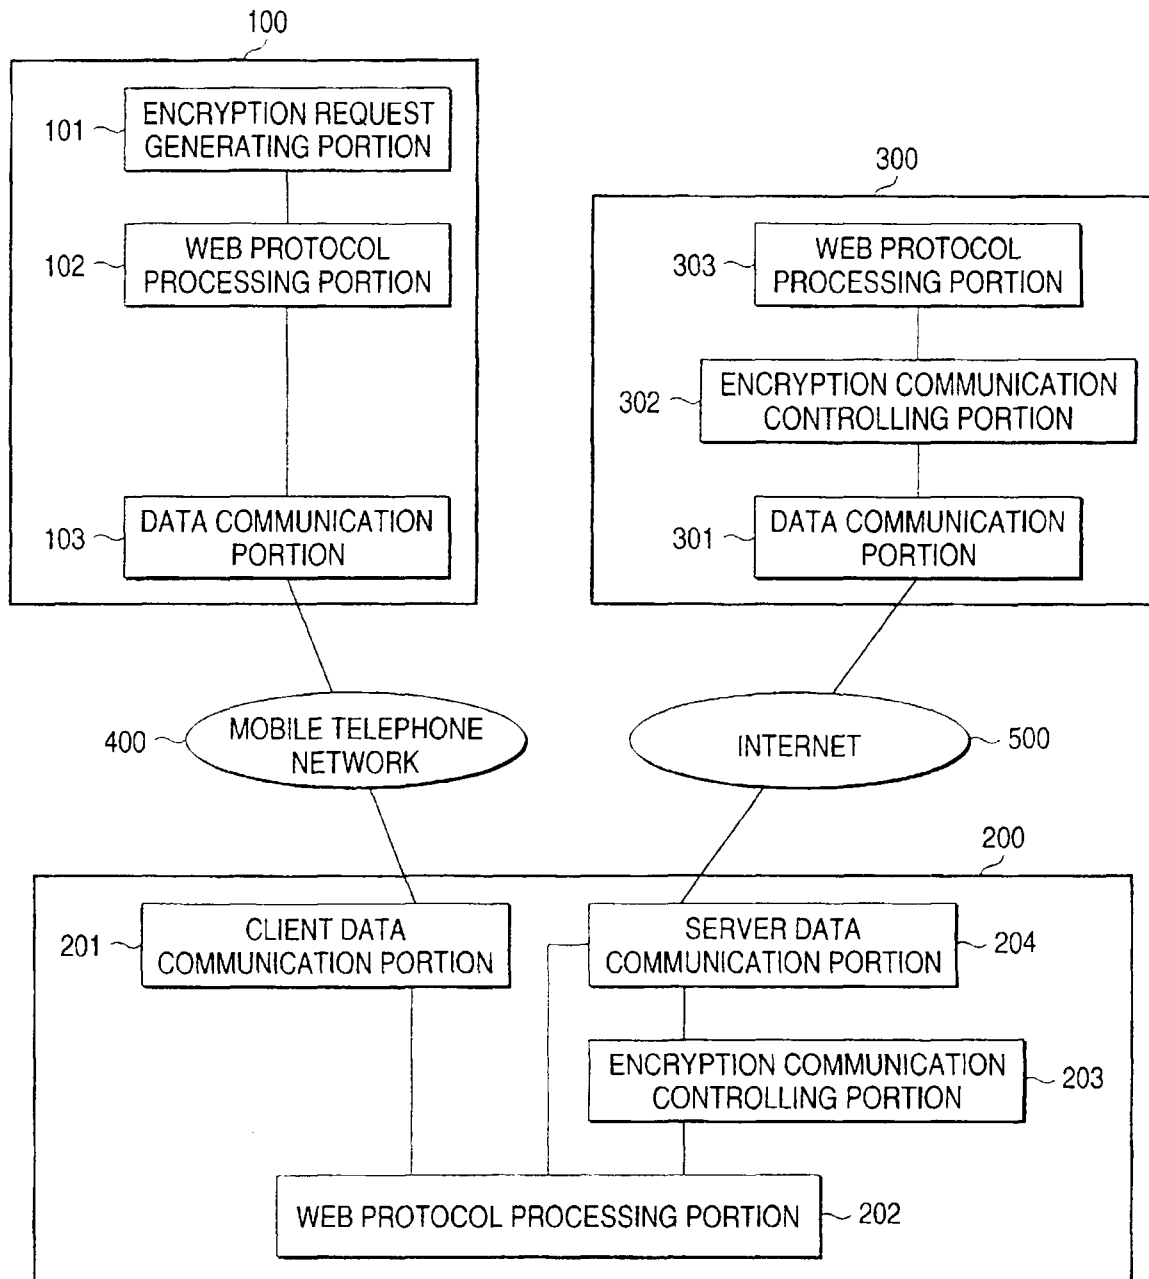 100
101
ENCRYPTION REQUEST
GENERATING PORTION
102
WEB PROTOCOL
PROCESSING PORTION
103
DATA COMMUNICATION
PORTION
300
303
WEB PROTOCOL
PROCESSING PORTION
302
ENCRYPTION COMMUNICATION
CONTROLLING PORTION
301
DATA COMMUNICATION
PORTION
400
MOBILE TELEPHONE
NETWORK
INTERNET
500
200
201
CLIENT DATA
COMMUNICATION PORTION
SERVER DATA
COMMUNICATION PORTION
204
ENCRYPTION COMMUNICATION
CONTROLLING PORTION
203
WEB PROTOCOL PROCESSING PORTION
202